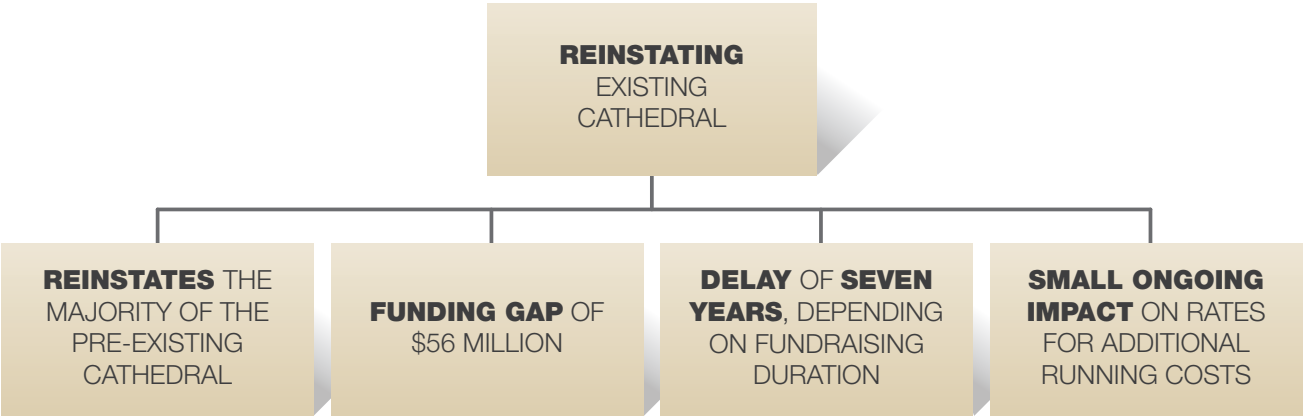 REINSTATING
EXISTING
CATHEDRAL
REINSTATES THE
MAJORITY OF THE
PRE-EXISTING
CATHEDRAL
FUNDING GAP OF
$56 MILLION
DELAY OF SEVEN
YEARS, DEPENDING
ON FUNDRAISING
DURATION
SMALL ONGOING
IMPACT ON RATES
FOR ADDITIONAL
RUNNING COSTS